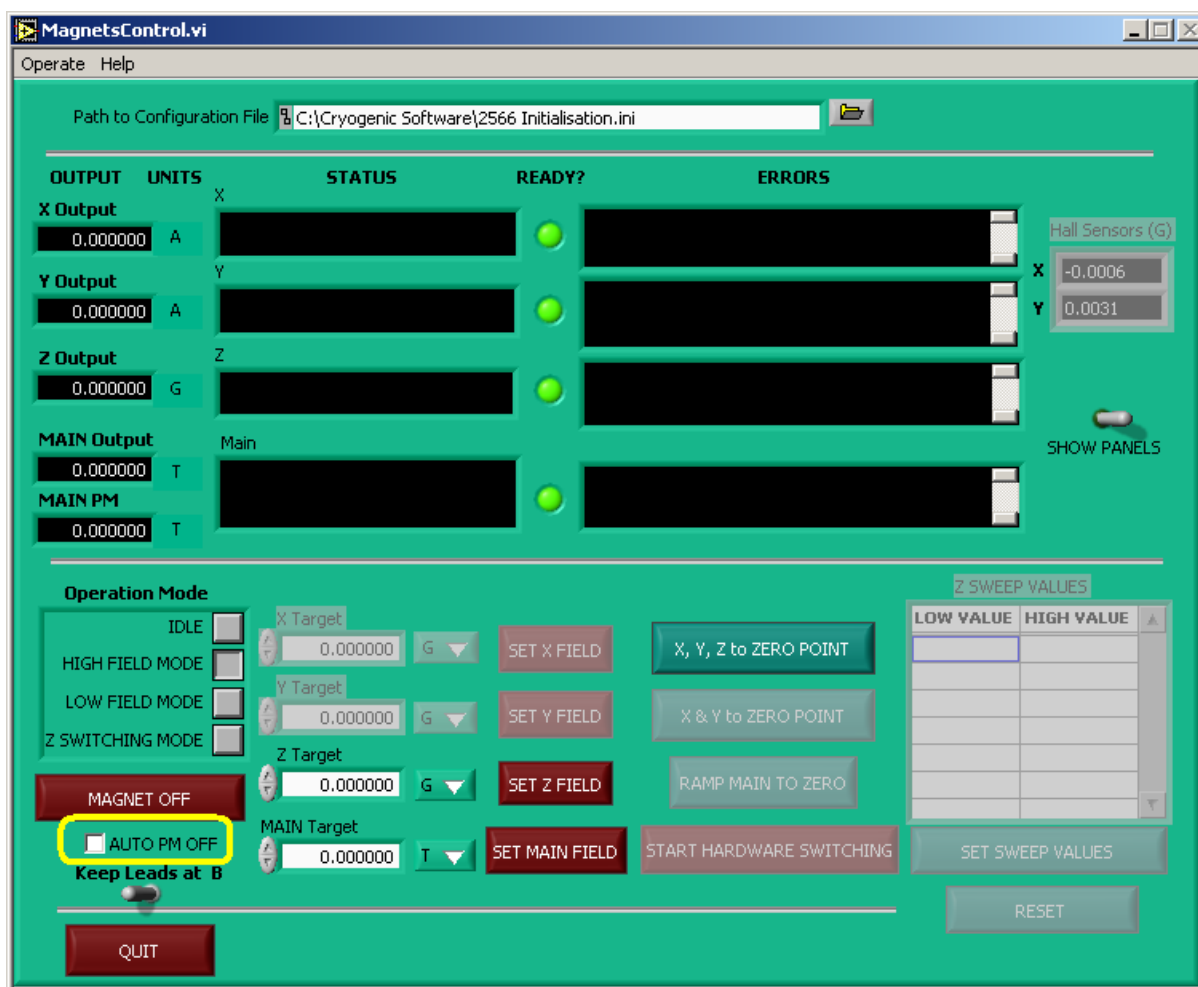 MagnetsControl.vi
Operate Help
Path to Configuration File C:\Cryogenic Software\2566 Initialisation.ini
OUTPUT UNITS STATUS READY? ERRORS
X Output X
0.000000 A
Hall Sensors (G)
X -0.0006
Y 0.0031
Y Output Y
0.000000 A
Z Output Z
0.000000 G
MAIN Output Main
0.000000 T
SHOW PANELS
MAIN PM
0.000000 T
Operation Mode
IDLE
HIGH FIELD MODE
LOW FIELD MODE
Z SWITCHING MODE
MAGNET OFF
AUTO PM OFF
Keep Leads at B
QUIT
X Target
0.000000 G SET X FIELD
Y Target
0.000000 G SET Y FIELD
Z Target
0.000000 G SET Z FIELD
MAIN Target
0.000000 T SET MAIN FIELD
X, Y, Z to ZERO POINT
X & Y to ZERO POINT
RAMP MAIN TO ZERO
START HARDWARE SWITCHING
Z SWEEP VALUES
LOW VALUE HIGH VALUE
SET SWEEP VALUES
RESET